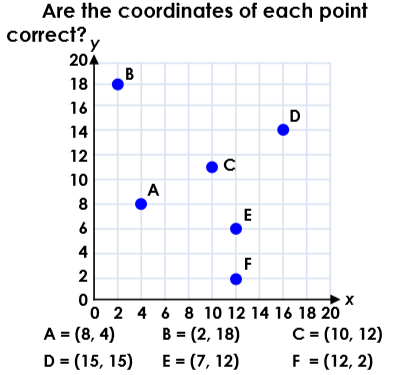 Are the coordinates of each point
correct?
y
20
18
16
14
12
10
8
6
4
2
0
B
D
C
A
E
F
0 2 4 6 8 10 12 14 16 18 20 x
A = (8, 4) B = (2, 18) C = (10, 12)
D = (15, 15) E = (7, 12) F = (12, 2)